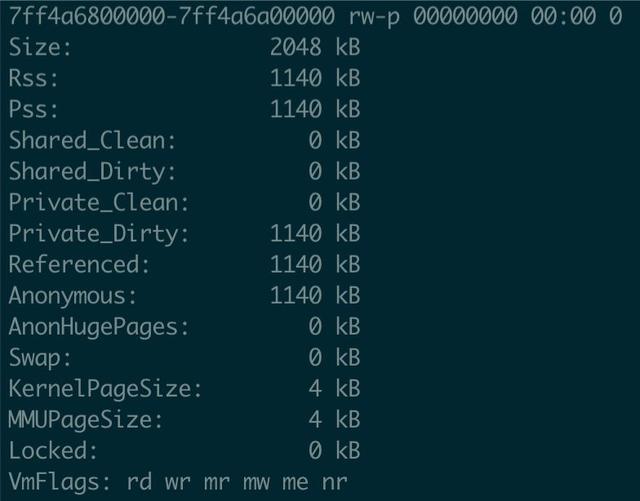 7ff4a6800000-7ff4a6a00000 rw-p 00000000 00:00 0
Size: 2048 kB
Rss: 1140 kB
Pss: 1140 kB
Shared_Clean: 0 kB
Shared_Dirty: 0 kB
Private_Clean: 0 kB
Private_Dirty: 1140 kB
Referenced: 1140 kB
Anonymous: 1140 kB
AnonHugePages: 0 kB
Swap: 0 kB
KernelPageSize: 4 kB
MMUPageSize: 4 kB
Locked: 0 kB
VmFlags: rd wr mr mw me nr